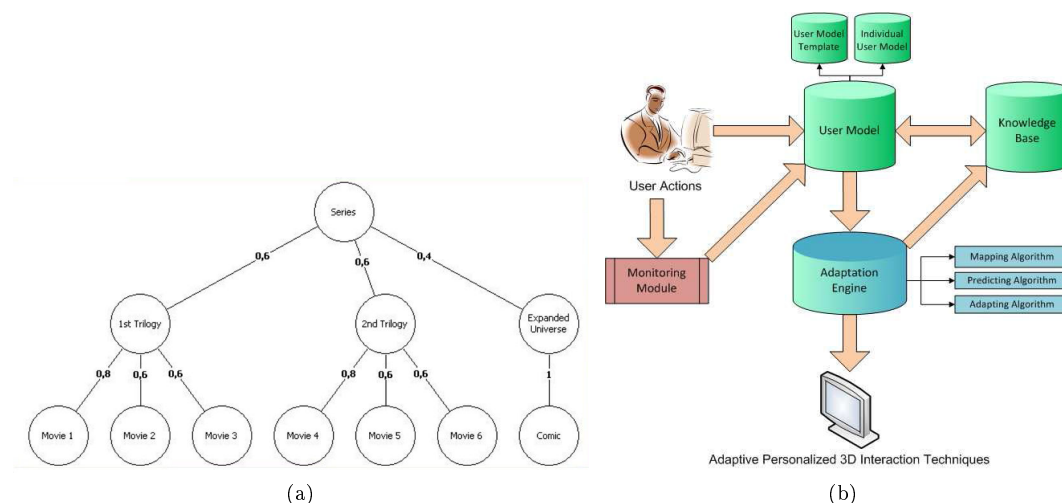 Series
0,6
0,6
0,4
1st Trilogy
2nd Trilogy
Expanded
Universe
0,8
0,6
0,6
0,8
0,6
0,6
1
Movie 1
Movie 2
Movie 3
Movie 4
Movie 5
Movie 6
Comic
(a)
User Model
Template
Individual
User Model
User Model
Knowledge
Base
User Actions
Monitoring
Module
Adaptation
Engine
Mapping Algorithm
Predicting Algorithm
Adapting Algorithm
Adaptive Personalized 3D Interaction Techniques
(b)